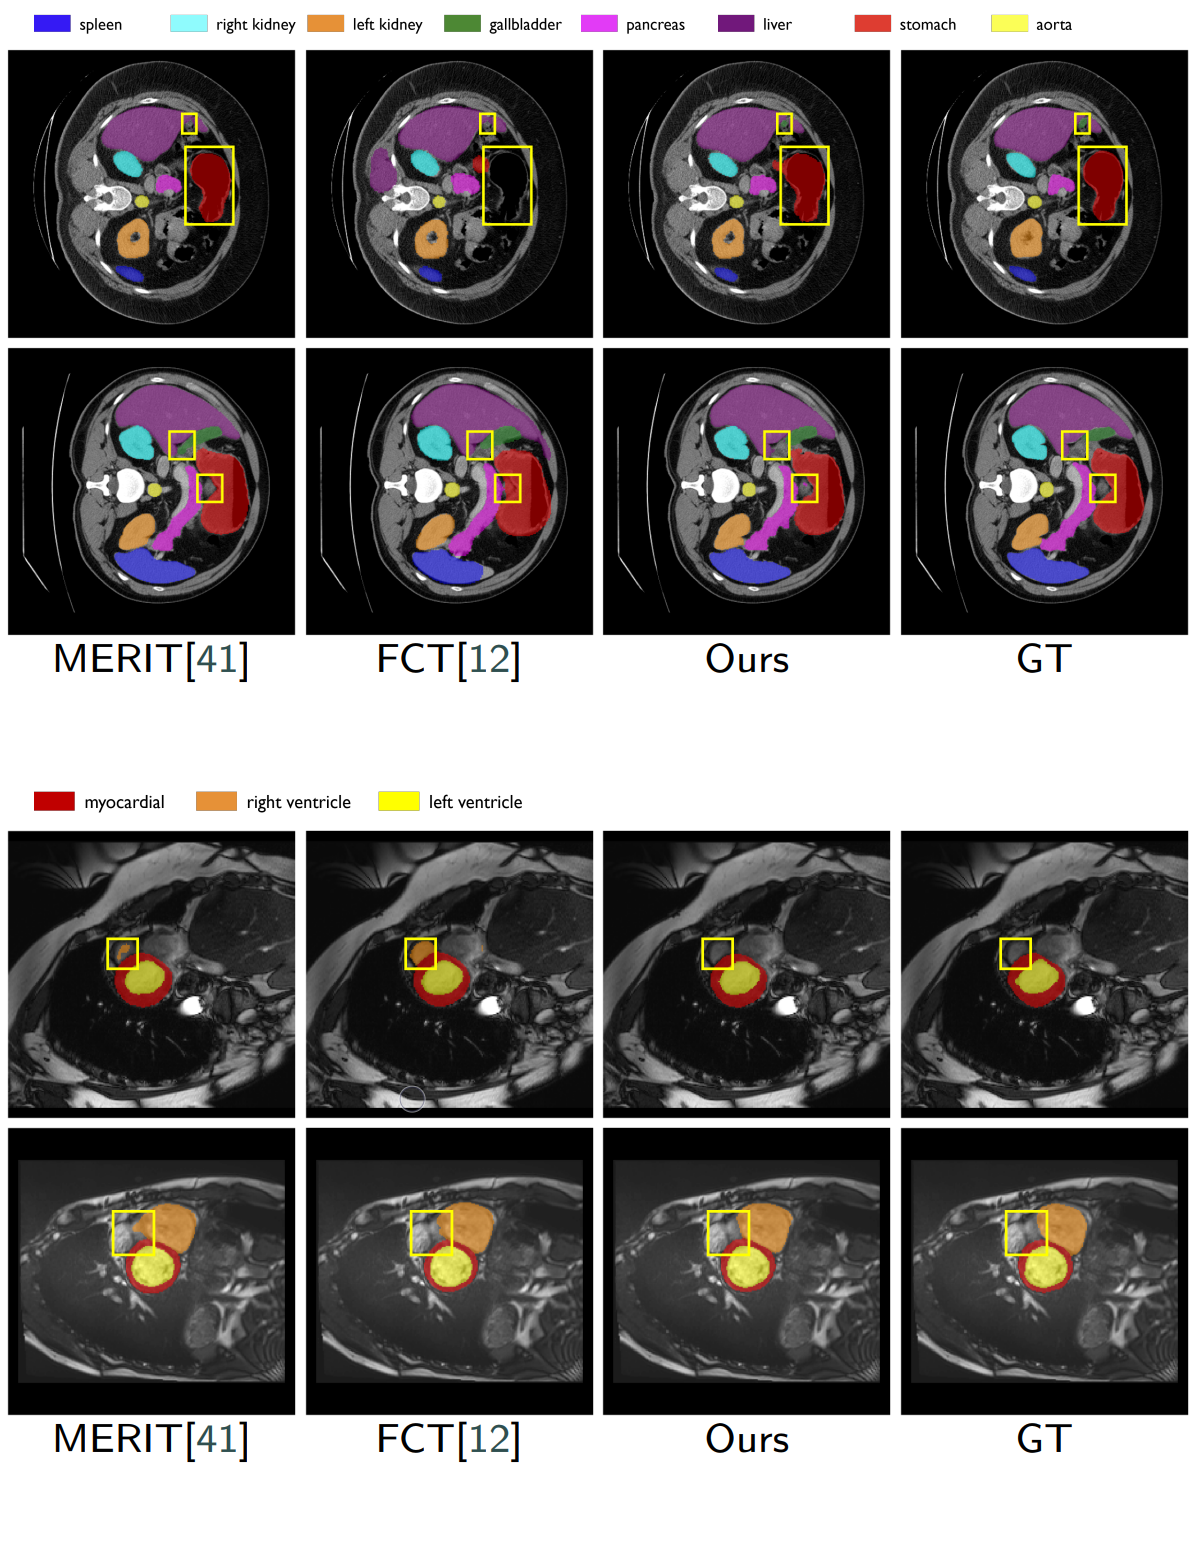 spleen right kidney left kidney gallbladder pancreas liver stomach aorta
MERIT[41] FCT[12] Ours GT
myocardial right ventricle left ventricle
MERIT[41] FCT[12] Ours GT